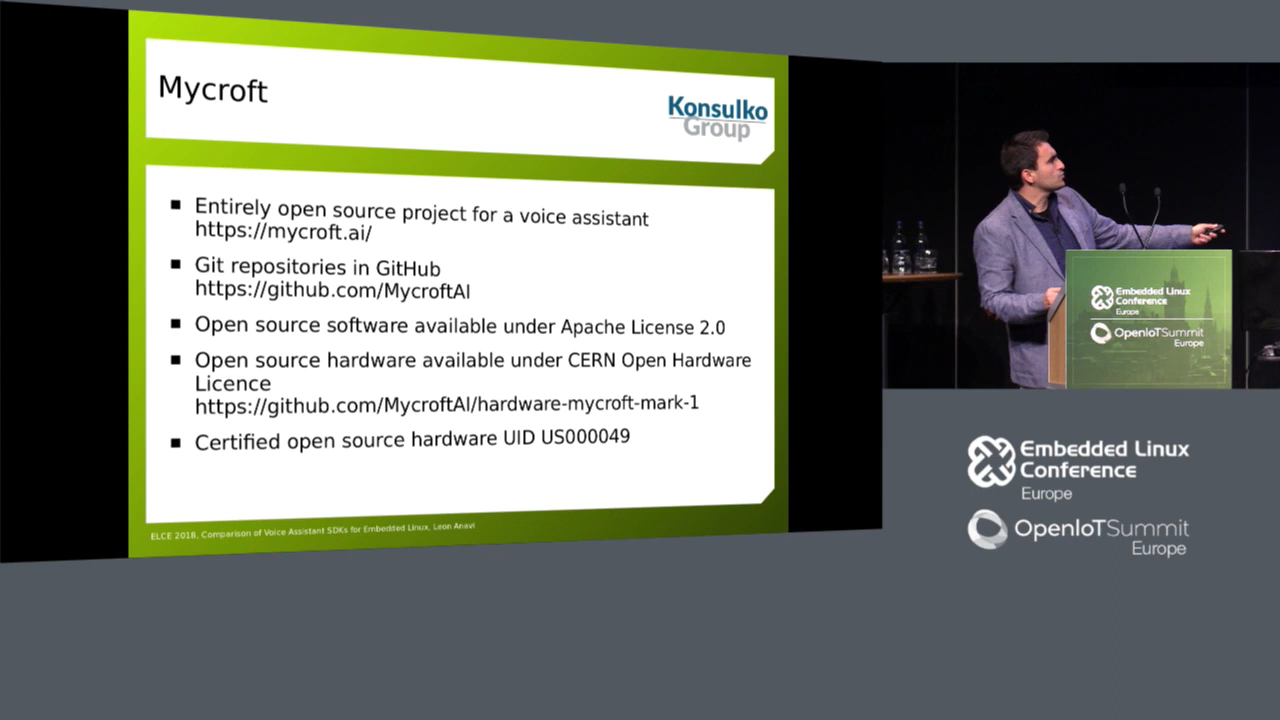 Mycroft
Konsulko
Group
Entirely open source project for a voice assistant
https://mycroft.ai/
Git repositories in GitHub
https://github.com/MycroftAI
Open source software available under Apache License 2.0
Open source hardware available under CERN Open Hardware
Licence
https://github.com/MycroftAI/hardware-mycroft-mark-1
Certified open source hardware UID US000049
ELCE 2018, Comparison of Voice Assistant SDKs for Embedded Linux, Leon Anavi
Embedded Linux
Conference
Europe
OpenIoTSummit
Europe
Embedded Linux
Conference
Europe
OpenIoTSummit
Europe